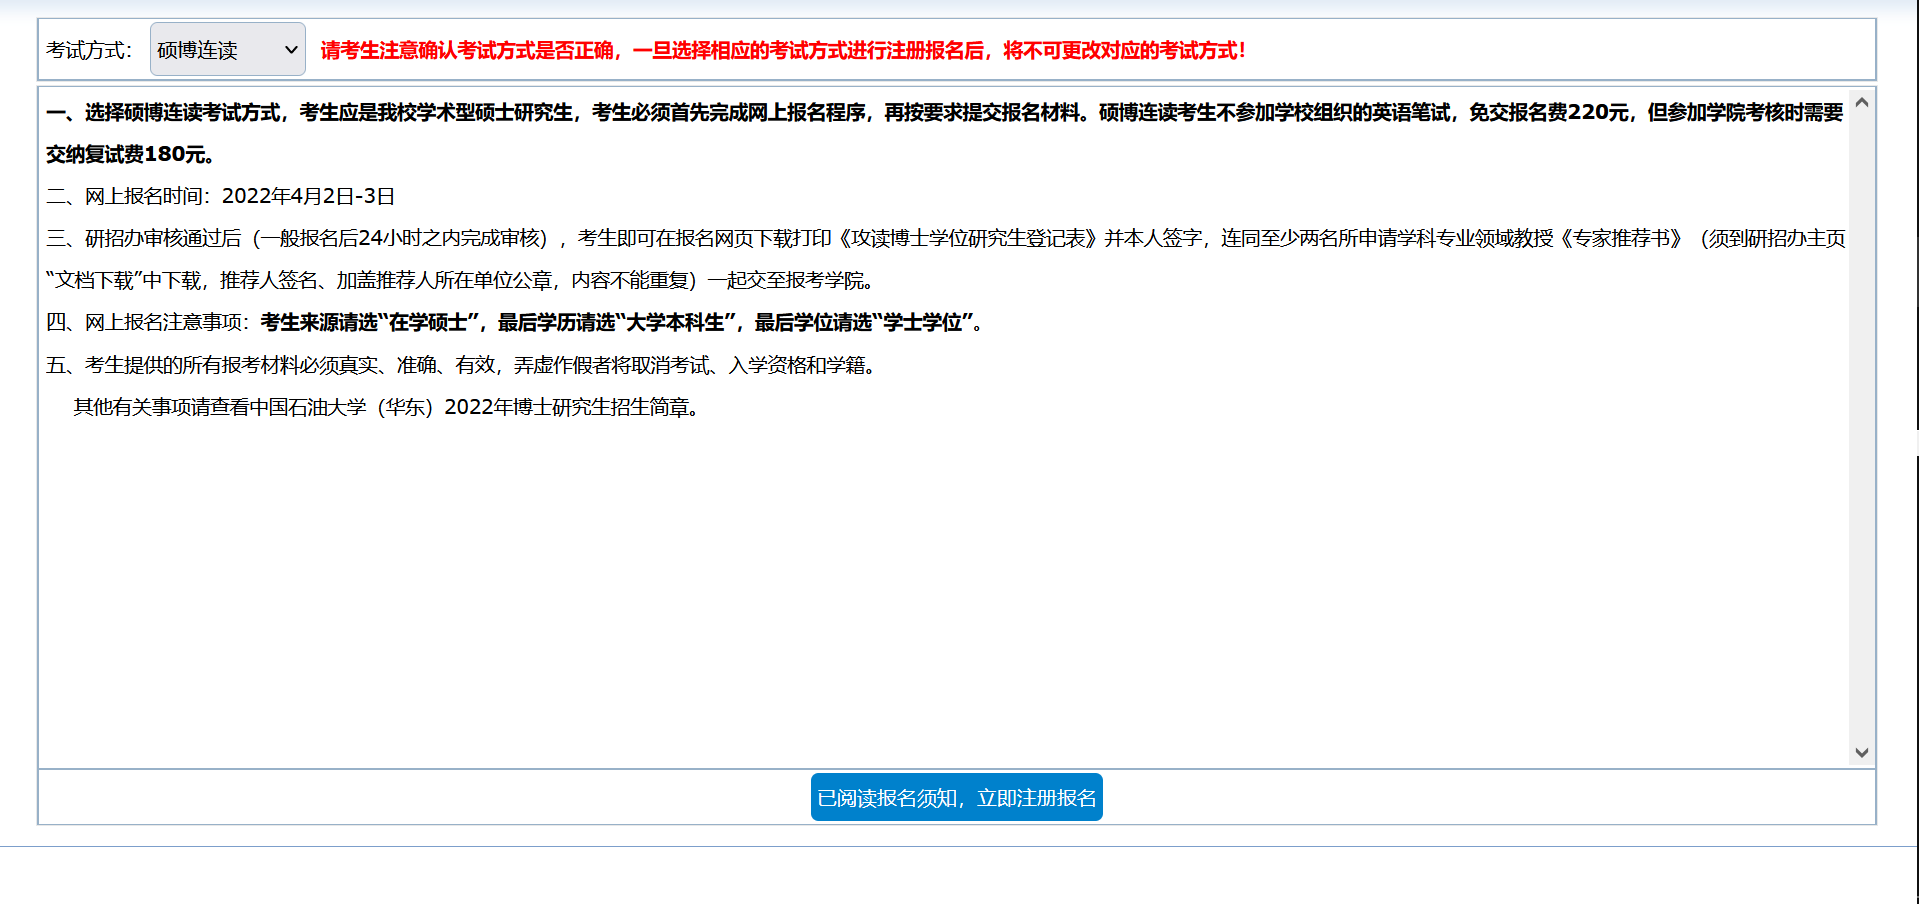 考试方式： 硕博连读 请考生注意确认考试方式是否正确，一旦选择相应的考试方式进行注册报名后，将不可更改对应的考试方式！
一、选择硕博连读考试方式，考生应是我校学术型硕士研究生，考生必须首先完成网上报名程序，再按要求提交报名材料。硕博连读考生不参加学校组织的英语笔试，免交报名费220元，但参加学院考核时需要
交纳复试费180元。
二、网上报名时间：2022年4月2日-3日
三、研招办审核通过后（一般报名后24小时之内完成审核），考生即可在报名网页下载打印《攻读博士学位研究生登记表》并本人签字，连同至少两名所申请学科专业领域教授《专家推荐书》（须到研招办主页
“文档下载”中下载，推荐人签名、加盖推荐人所在单位公章，内容不能重复）一起交至报考学院。
四、网上报名注意事项：考生来源请选“在学硕士”，最后学历请选“大学本科生”，最后学位请选“学士学位”。
五、考生提供的所有报考材料必须真实、准确、有效，弄虚作假者将取消考试、入学资格和学籍。
其他有关事项请查看中国石油大学（华东）2022年博士研究生招生简章。
已阅读报名须知，立即注册报名